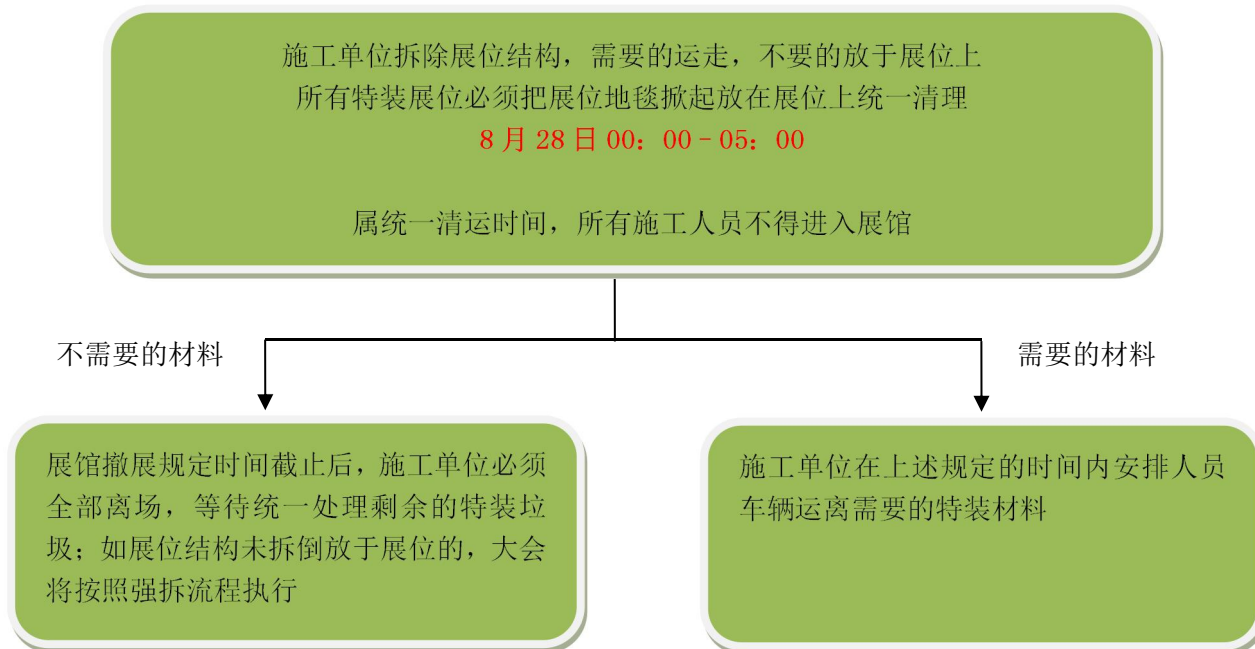 施工单位拆除展位结构，需要的运走，不要的放于展位上
所有特装展位必须把展位地毯掀起放在展位上统一清理
8月28日00：00－05：00
属统一清运时间，所有施工人员不得进入展馆
不需要的材料
需要的材料
展馆撤展规定时间截止后，施工单位必须
全部离场，等待统一处理剩余的特装垃
圾；如展位结构未拆倒放于展位的，大会
将按照强拆流程执行
施工单位在上述规定的时间内安排人员
车辆运离需要的特装材料